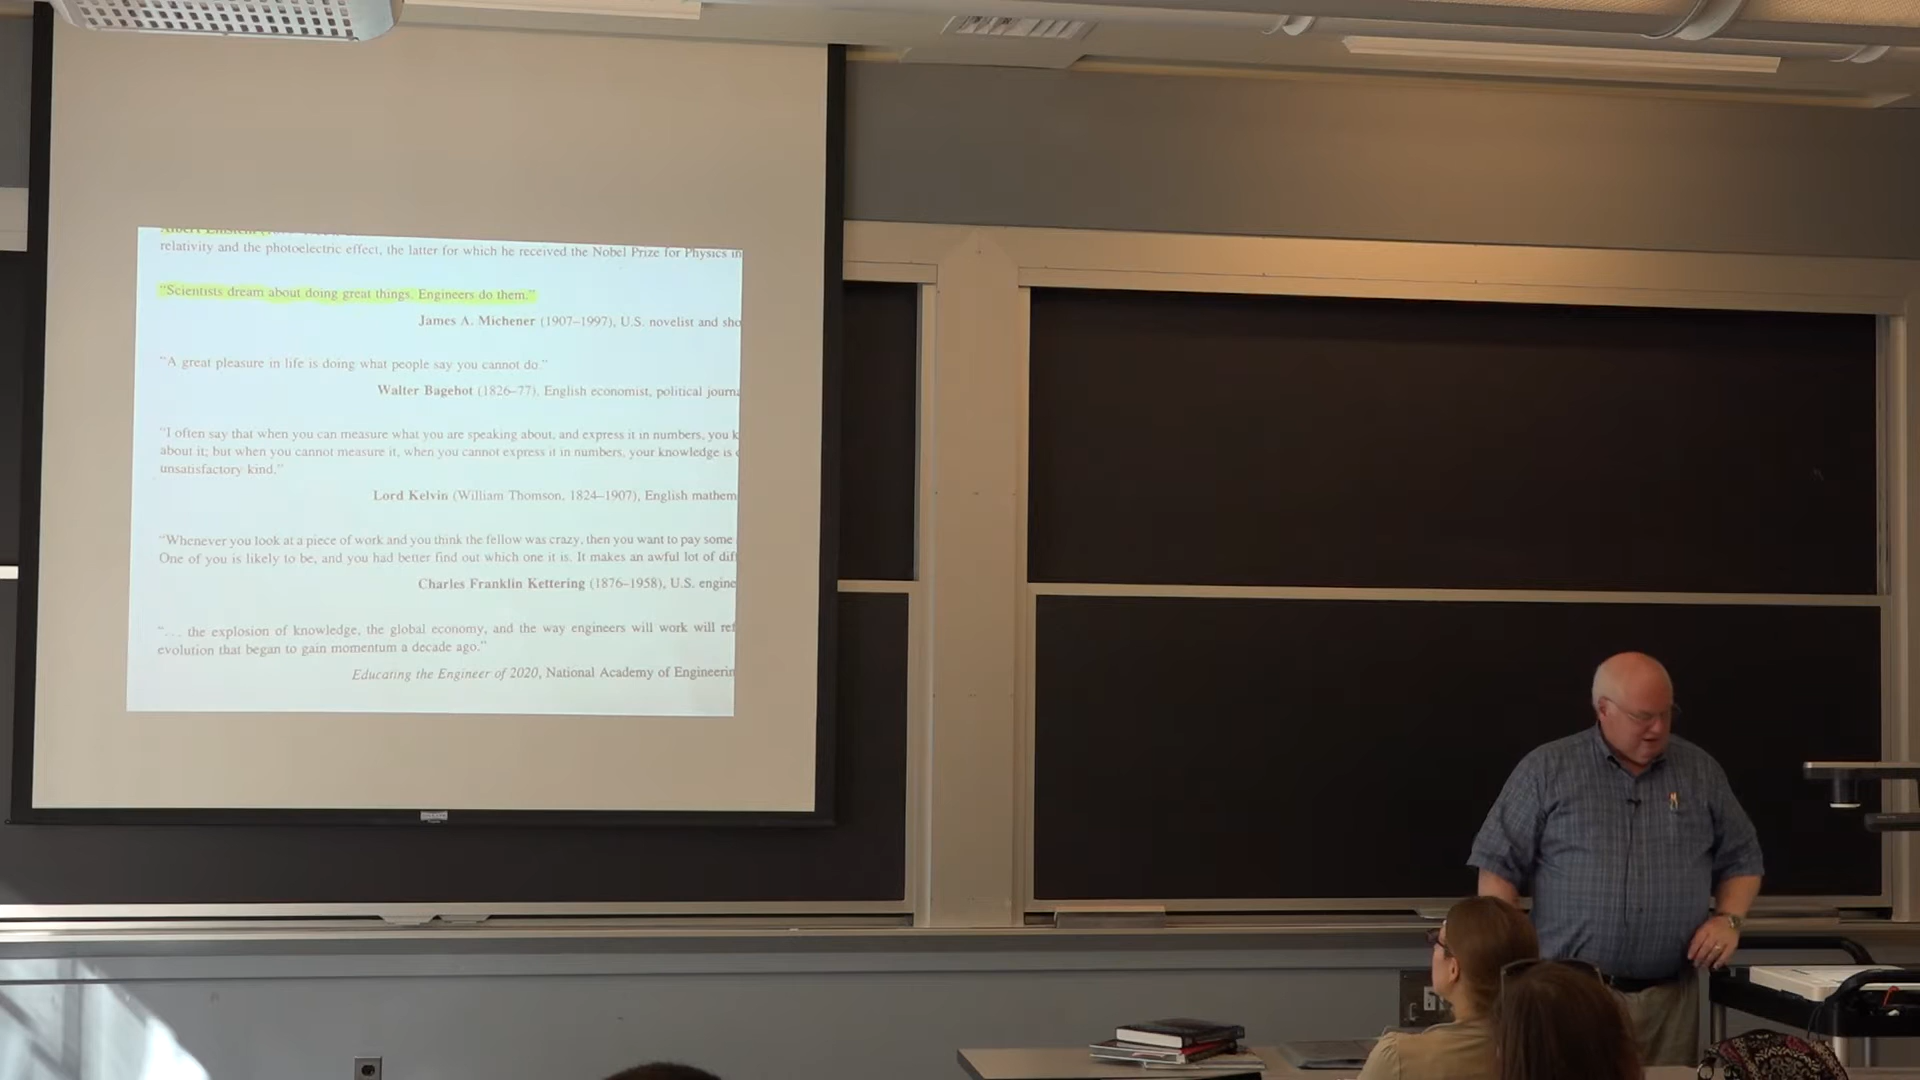 Albert Einstein
relativity and the photoelectric effect, the latter for which he received the Nobel Prize for Physics in
"Scientists dream about doing great things. Engineers do them."
James A. Michener (1907–1997), U.S. novelist and sho
"A great pleasure in life is doing what people say you cannot do."
Walter Bagehot (1826–77), English economist, political journa
"I often say that when you can measure what you are speaking about, and express it in numbers, you k
about it; but when you cannot measure it, when you cannot express it in numbers, your knowledge is
unsatisfactory kind."
Lord Kelvin (William Thomson, 1824–1907), English mathem
"Whenever you look at a piece of work and you think the fellow was crazy, then you want to pay some
One of you is likely to be, and you had better find out which one it is. It makes an awful lot of dif
Charles Franklin Kettering (1876–1958), U.S. engine
". . . the explosion of knowledge, the global economy, and the way engineers will work will ref
evolution that began to gain momentum a decade ago."
Educating the Engineer of 2020, National Academy of Engineerin